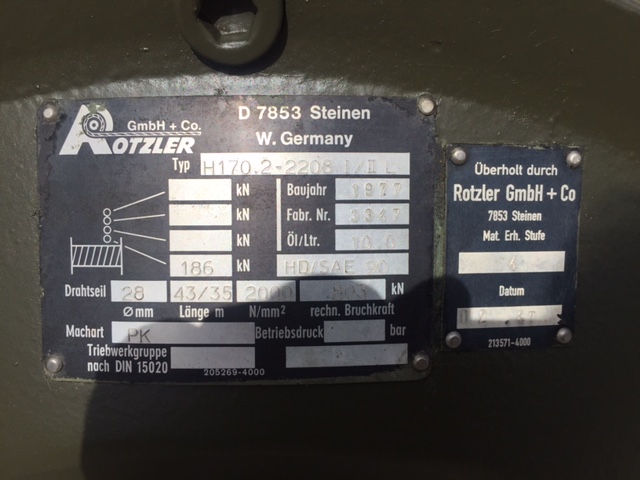 ROTZLER GmbH + Co.
D 7853 Steinen
W. Germany
Typ H170.2-2208
kN Baujahr 1977
kN Fabr. Nr. 3347
kN Öl/Ltr.
186 kN HD/SAE
Drahtseil 28 43/35 2000 kN
Ømm Länge m N/mm² rechn. Bruchkraft
Machart PK Betriebsdruck bar
Triebwerkgruppe
nach DIN 15020
205269-4000
Überholt durch
Rotzler GmbH + Co
7853 Steinen
Mat. Erh. Stufe
4
Datum
213571-4000